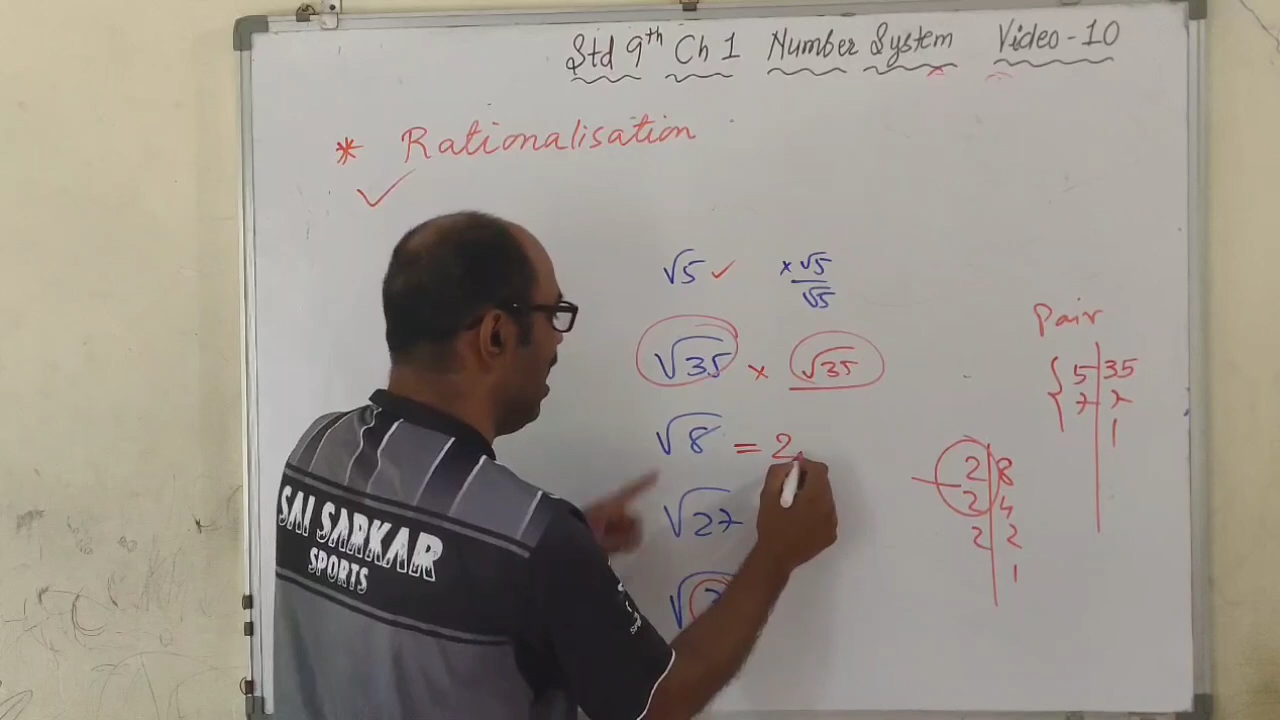 Std 9th Ch 1 Number System Video - 10
* Rationalisation
√5 ✓ × √5
√5
√35 × √35
√8 = 2
√27
Pair
5 | 35
7 | 7
1
2 | 8
2 | 4
2 | 2
1
SAI SARKAR
SPORTS